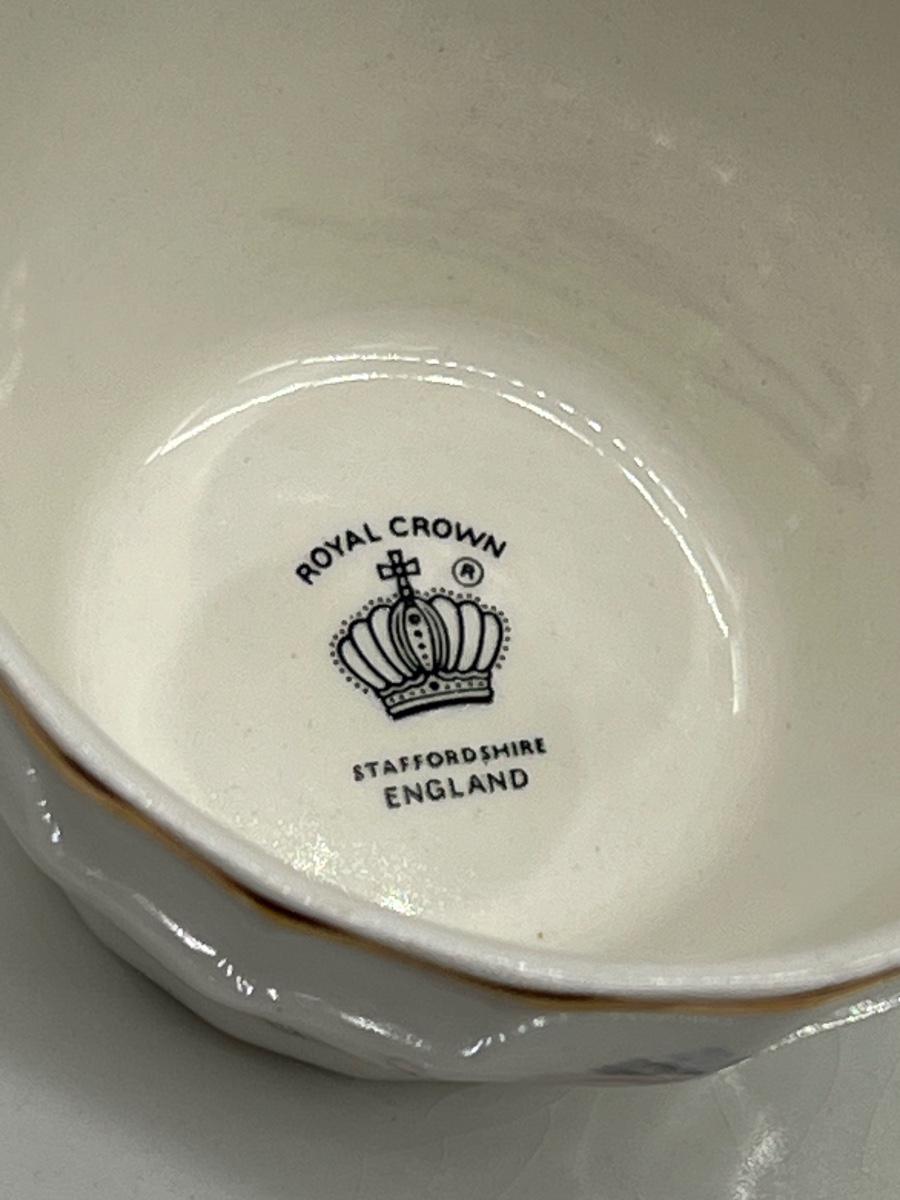 ROYAL CROWN
®
STAFFORDSHIRE
ENGLAND